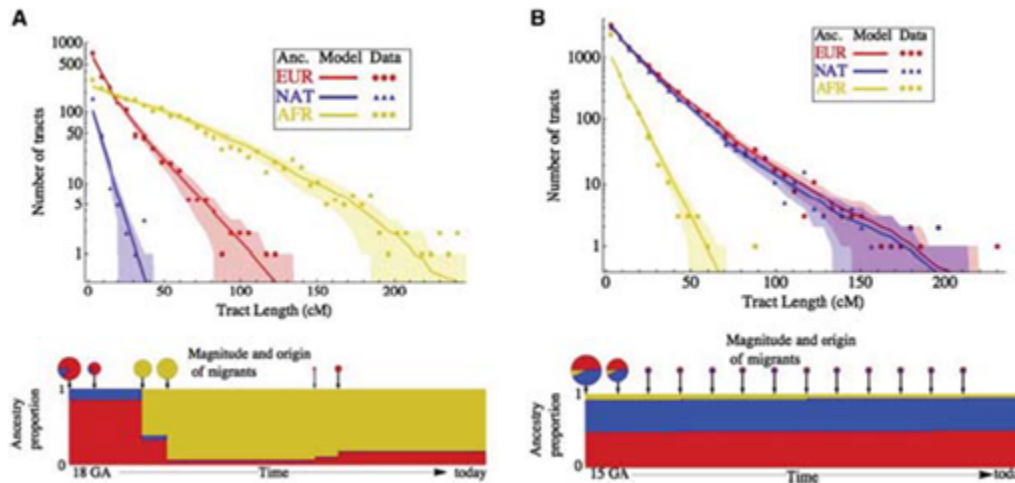 A
1000
500
100
50
10
5
1
Number of tracts
Anc. Model Data
EUR
NAT
AFR
0 50 100 150 200
Tract Length (cM)
Magnitude and origin
of migrants
Ancestry
proportion
1
0
18 GA Time today
B
1000
100
10
1
Number of tracts
Anc. Model Data
EUR
NAT
AFR
0 50 100 150 200
Tract Length (cM)
Magnitude and origin
of migrants
Ancestry
proportion
1
0
15 GA Time toda